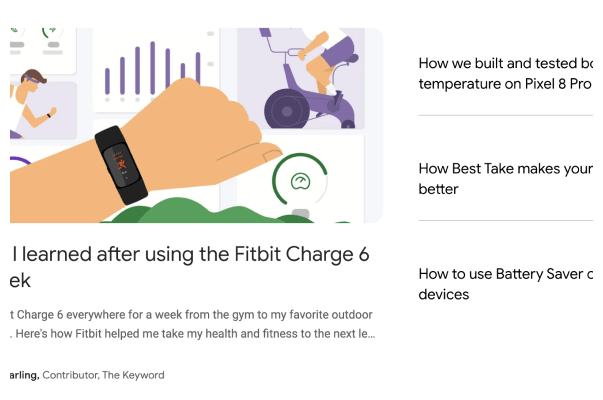 I learned after using the Fitbit Charge 6
ek
t Charge 6 everywhere for a week from the gym to my favorite outdoor
. Here's how Fitbit helped me take my health and fitness to the next le...
arling, Contributor, The Keyword
How we built and tested bo
temperature on Pixel 8 Pro
How Best Take makes your
better
How to use Battery Saver o
devices